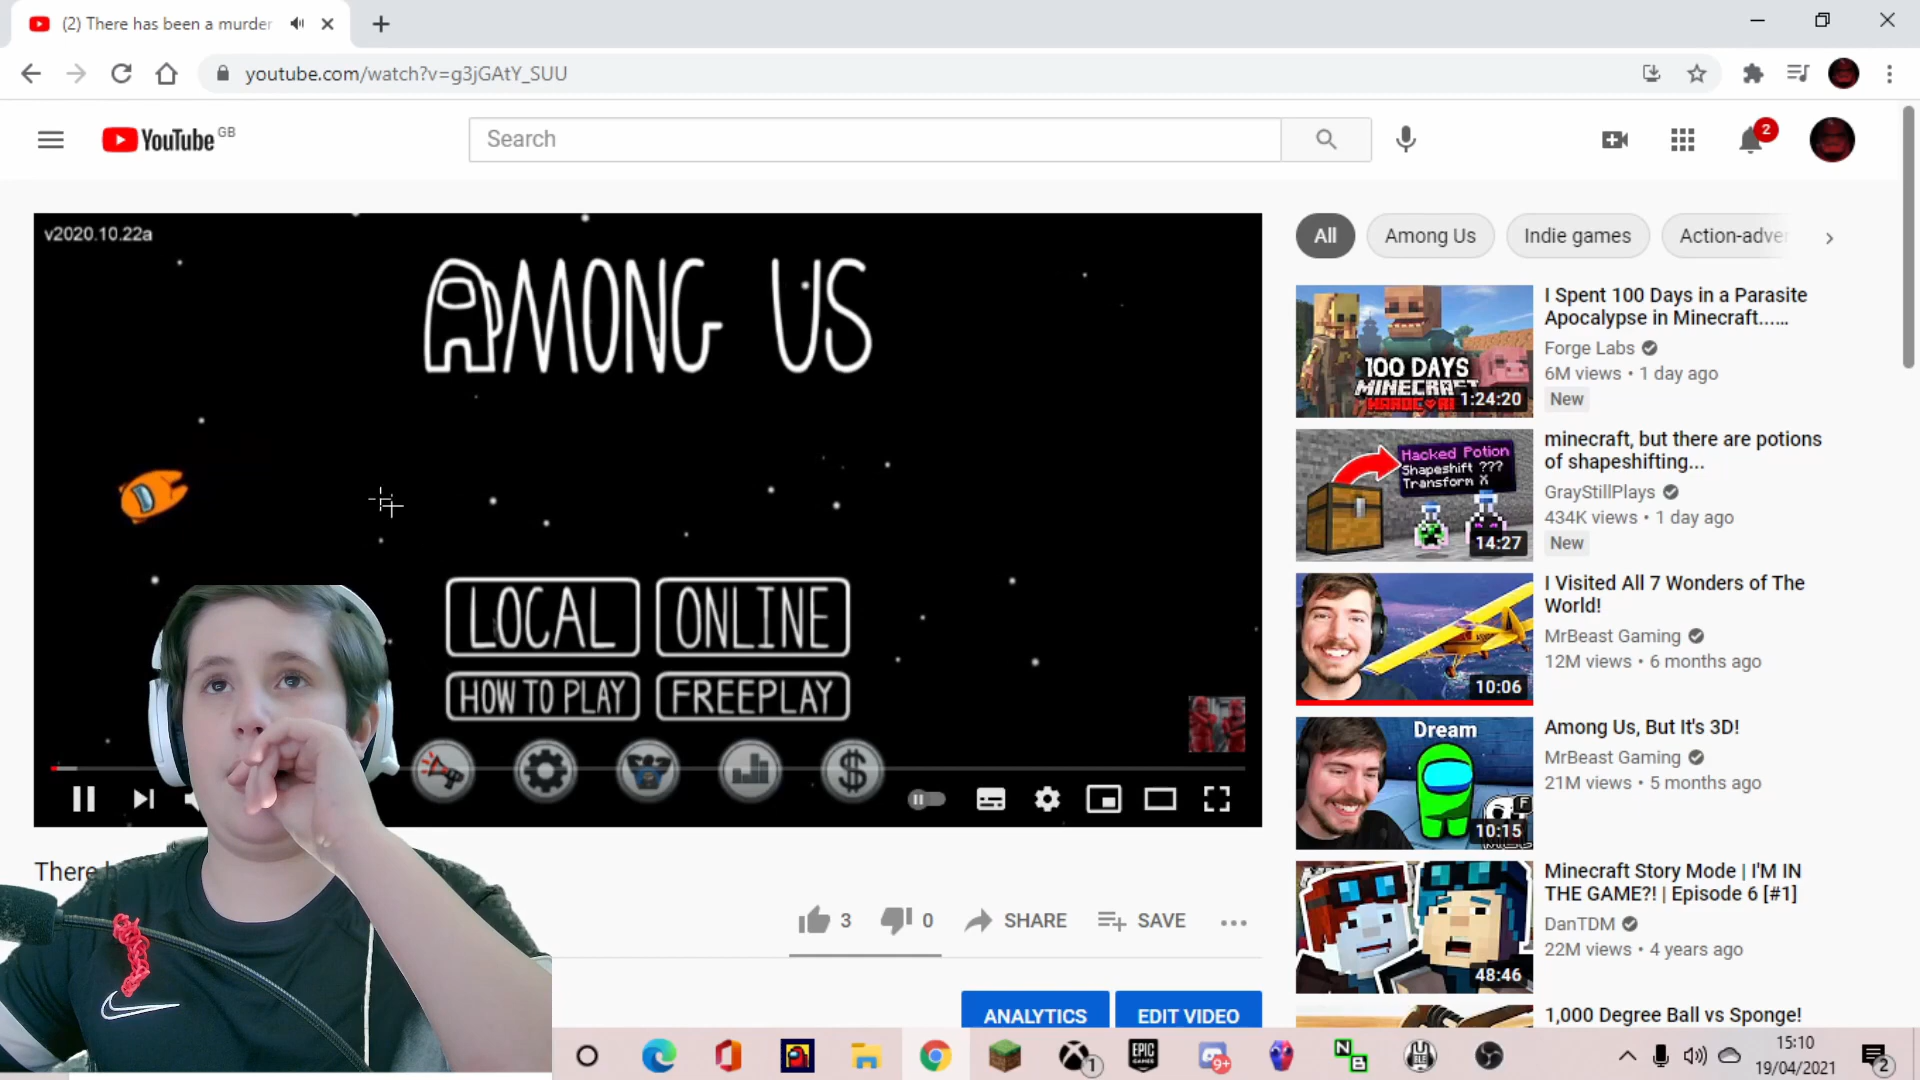 (2) There has been a murder
youtube.com/watch?v=g3jGAtY_SUU
YouTube GB
Search
2
v2020.10.22a
AMONG US
LOCAL
ONLINE
HOW TO PLAY
FREEPLAY
There
3
0
SHARE
SAVE
ANALYTICS
EDIT VIDEO
All
Among Us
Indie games
Action-adve
100 DAYS
MINECRAFT
1:24:20
I Spent 100 Days in a Parasite
Apocalypse in Minecraft......
Forge Labs
6M views • 1 day ago
New
Hacked Potion
Shapeshift ???
Transform X
14:27
minecraft, but there are potions
of shapeshifting...
GrayStillPlays
434K views • 1 day ago
New
10:06
I Visited All 7 Wonders of The
World!
MrBeast Gaming
12M views • 6 months ago
Dream
10:15
Among Us, But It's 3D!
MrBeast Gaming
21M views • 5 months ago
48:46
Minecraft Story Mode | I'M IN
THE GAME?! | Episode 6 [#1]
DanTDM
22M views • 4 years ago
1,000 Degree Ball vs Sponge!
1
EPIC
GAMES
9+
N
B
15:10
19/04/2021
2